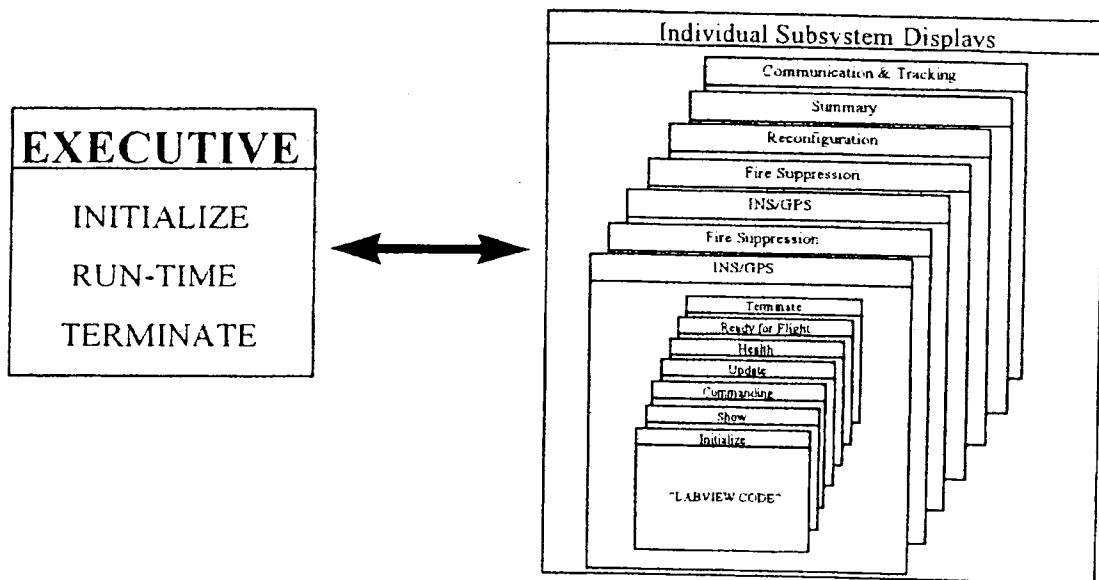 EXECUTIVE
INITIALIZE
RUN-TIME
TERMINATE
Individual Subsystem Displays
Communication & Tracking
Summary
Reconfiguration
Fire Suppression
INS/GPS
Fire Suppression
INS/GPS
Terminate
Ready for Flight
Health
Update
Commanding
Show
Initialize
"LABVIEW CODE"